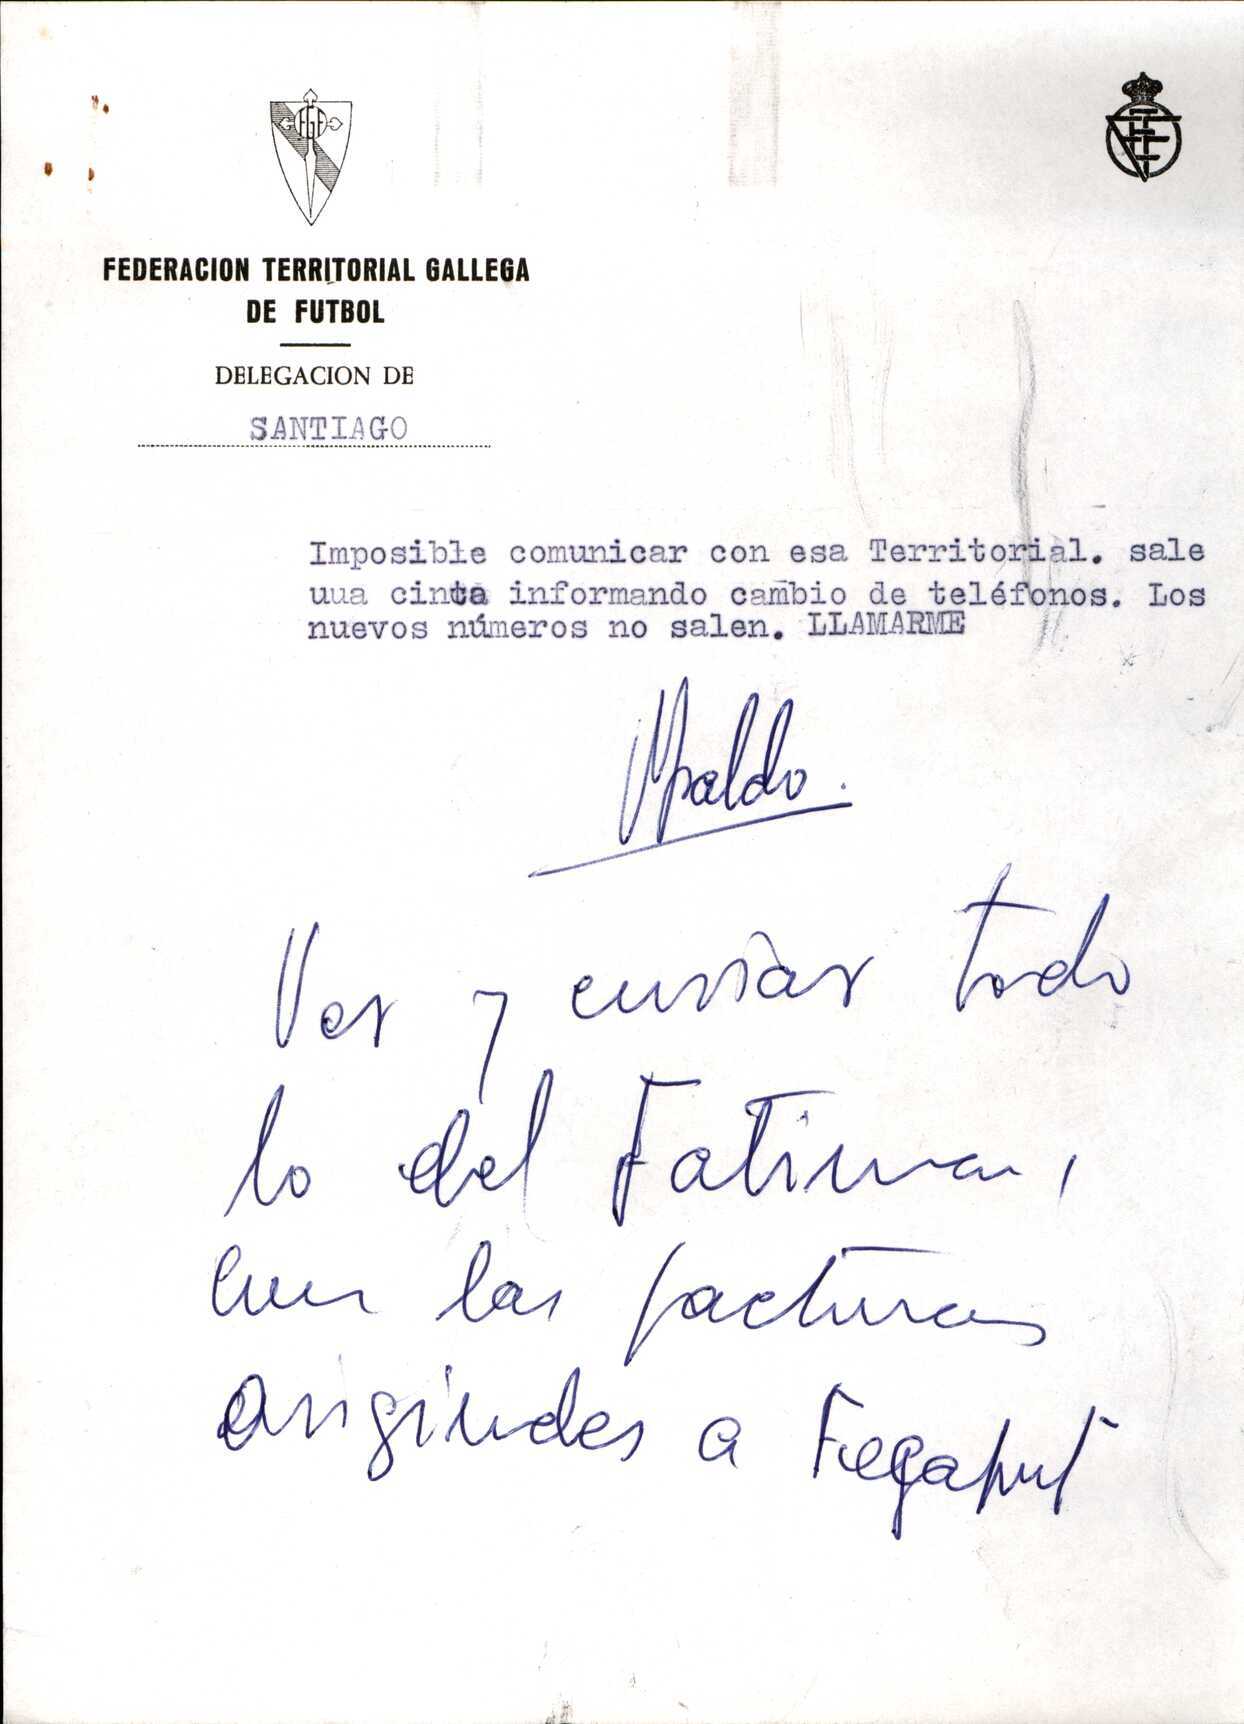 FGF
FEDERACION TERRITORIAL GALLEGA
DE FUTBOL
DELEGACION DE
SANTIAGO
Imposible comunicar con esa Territorial. sale
uua cinta informando cambio de teléfonos. Los
nuevos números no salen. LLAMARME
Ver y enviar todo
lo del Fatima,
con las facturas
originales a Fegafut